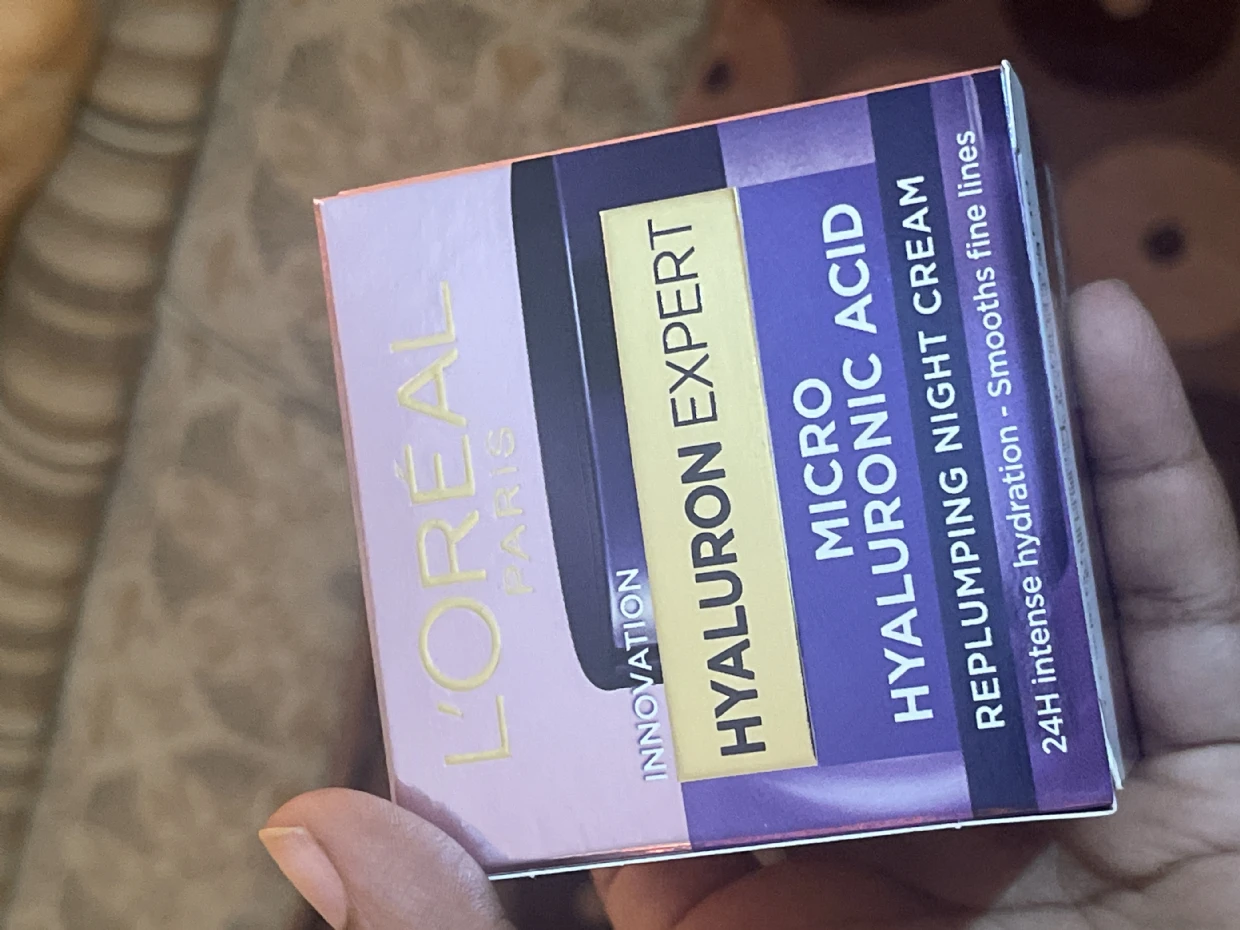 L'ORÉAL
PARIS
INNOVATION
HYALURON EXPERT
MICRO
HYALURONIC ACID
REPLUMPING NIGHT CREAM
24H intense hydration - Smooths fine lines